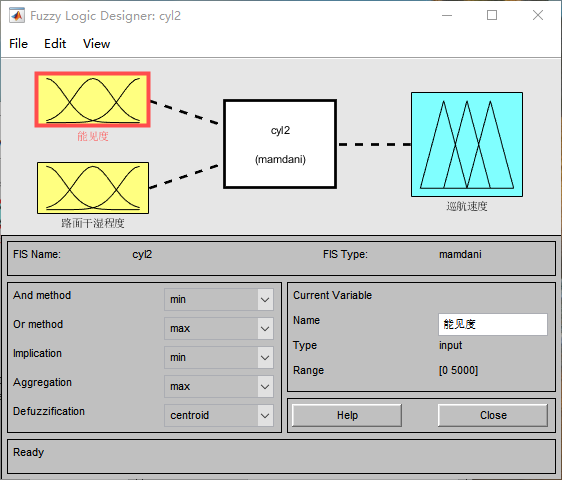 Fuzzy Logic Designer: cyl2
File Edit View
能见度
cyl2
(mamdani)
路面干湿程度
巡航速度
FIS Name: cyl2 FIS Type: mamdani
And method min
Or method max
Implication min
Aggregation max
Defuzzification centroid
Current Variable
Name 能见度
Type input
Range [0 5000]
Help Close
Ready